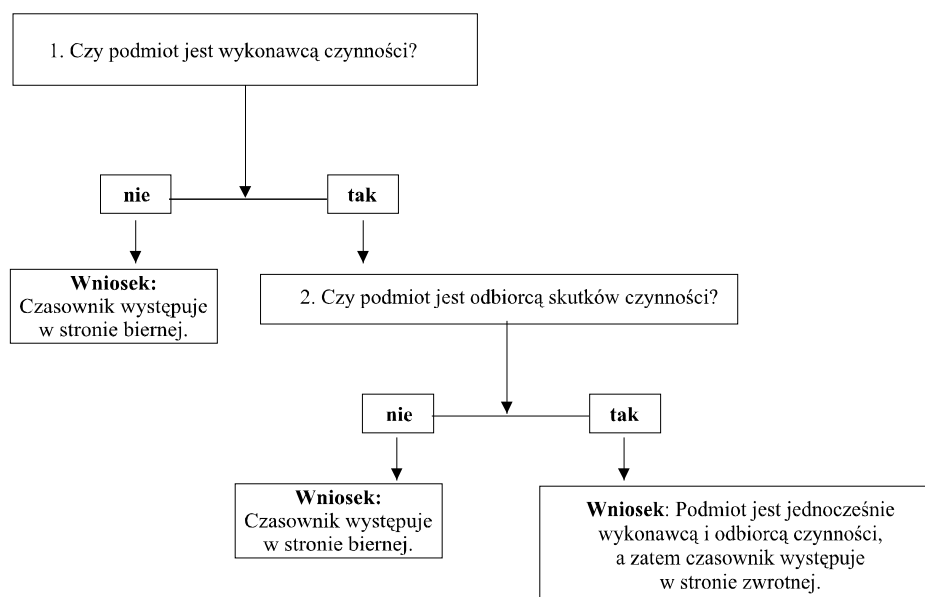 1. Czy podmiot jest wykonawcą czynności?
nie
tak
Wniosek:
Czasownik występuje
w stronie biernej.
2. Czy podmiot jest odbiorcą skutków czynności?
nie
tak
Wniosek:
Czasownik występuje
w stronie biernej.
Wniosek: Podmiot jest jednocześnie
wykonawcą i odbiorcą czynności,
a zatem czasownik występuje
w stronie zwrotnej.